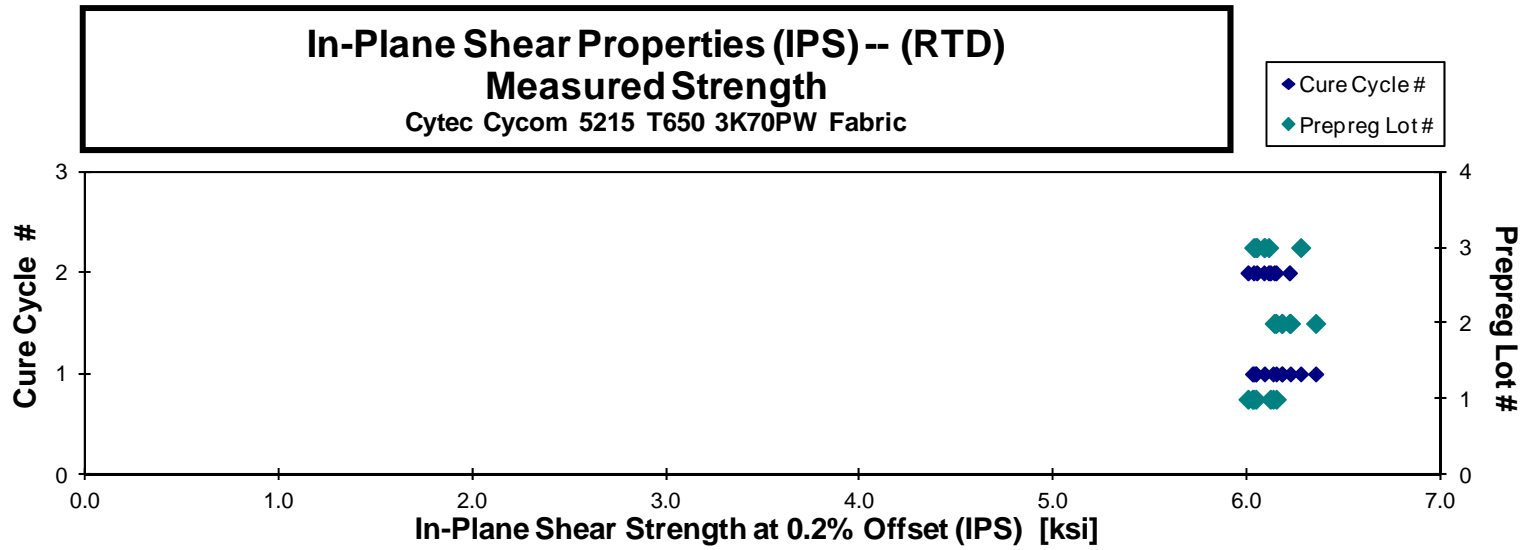 In-Plane Shear Properties (IPS) -- (RTD)
Measured Strength
Cytec Cycom 5215 T650 3K70PW Fabric
Cure Cycle #
Prepreg Lot #
3
2
1
0
Cure Cycle #
4
3
2
1
0
Prepreg Lot #
0.0 1.0 2.0 3.0 4.0 5.0 6.0 7.0
In-Plane Shear Strength at 0.2% Offset (IPS) [ksi]